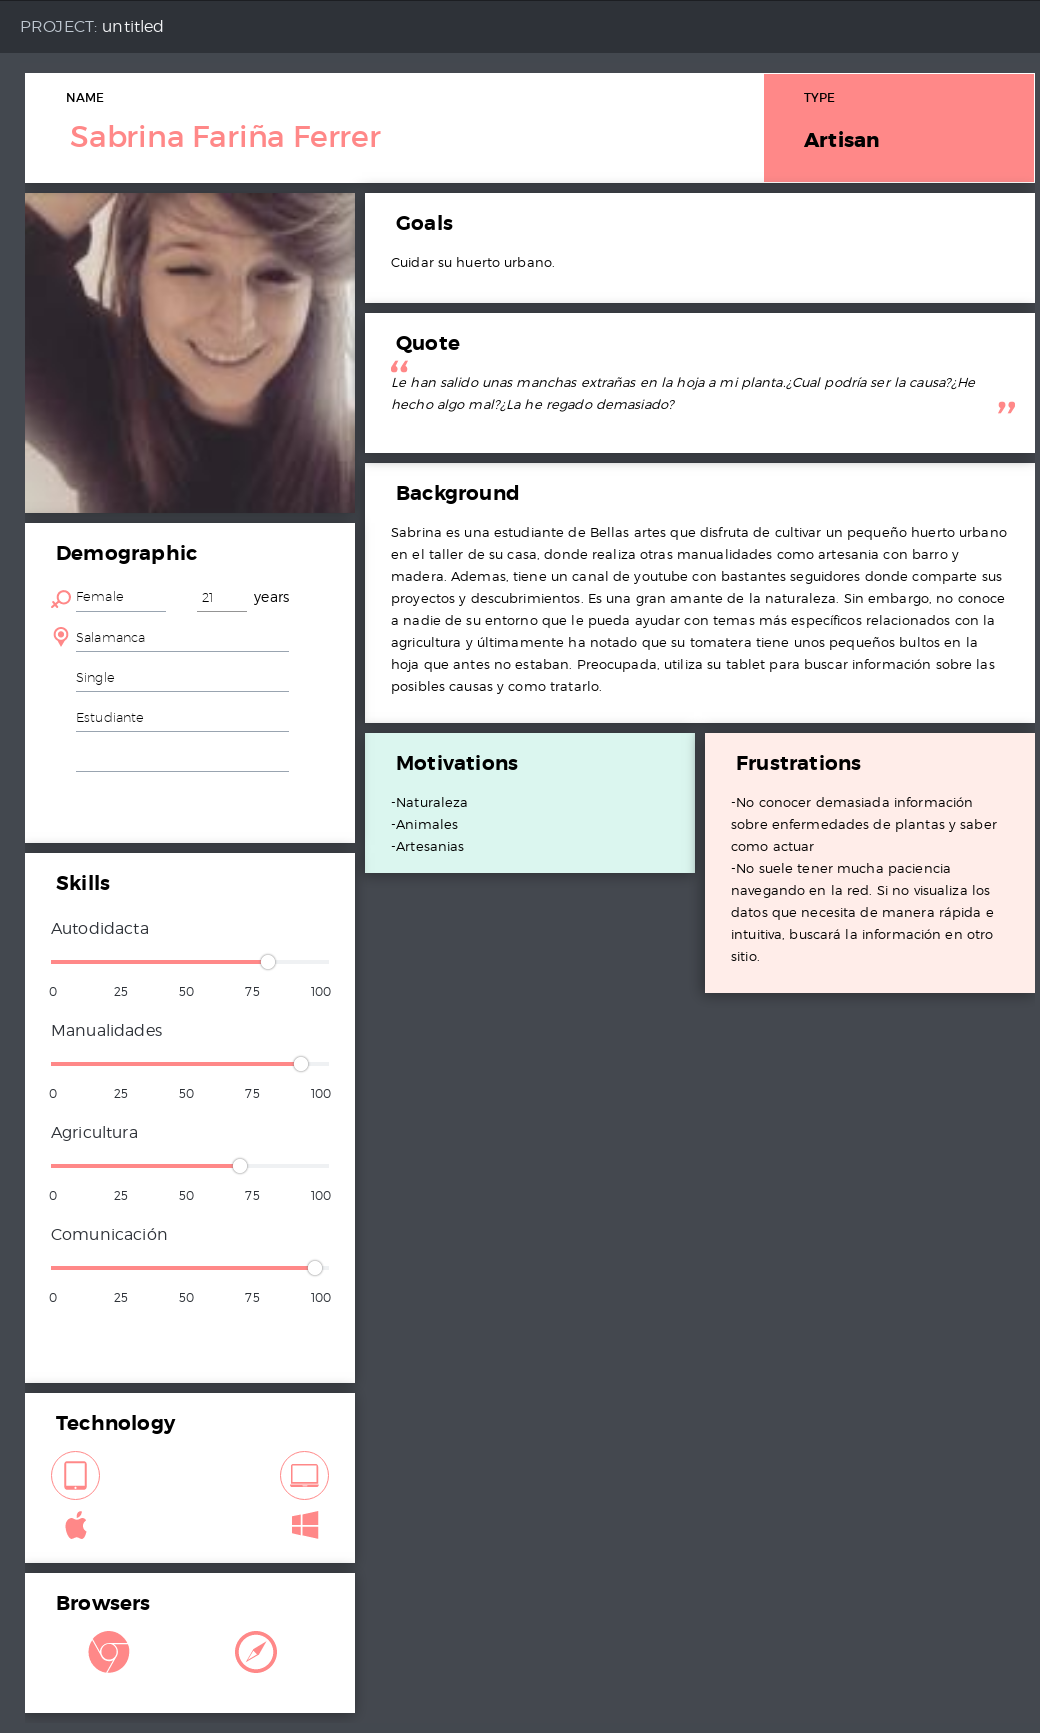 PROJECT: untitled
NAME
Sabrina Fariña Ferrer
TYPE
Artisan
Goals
Cuidar su huerto urbano.
Quote
“
Le han salido unas manchas extrañas en la hoja a mi planta.¿Cual podría ser la causa?¿He
hecho algo mal?¿La he regado demasiado?
”
Background
Sabrina es una estudiante de Bellas artes que disfruta de cultivar un pequeño huerto urbano
en el taller de su casa, donde realiza otras manualidades como artesania con barro y
madera. Ademas, tiene un canal de youtube con bastantes seguidores donde comparte sus
proyectos y descubrimientos. Es una gran amante de la naturaleza. Sin embargo, no conoce
a nadie de su entorno que le pueda ayudar con temas más específicos relacionados con la
agricultura y últimamente ha notado que su tomatera tiene unos pequeños bultos en la
hoja que antes no estaban. Preocupada, utiliza su tablet para buscar información sobre las
posibles causas y como tratarlo.
Demographic
Female 21 years
Salamanca
Single
Estudiante
Motivations
-Naturaleza
-Animales
-Artesanias
Frustrations
-No conocer demasiada información
sobre enfermedades de plantas y saber
como actuar
-No suele tener mucha paciencia
navegando en la red. Si no visualiza los
datos que necesita de manera rápida e
intuitiva, buscará la información en otro
sitio.
Skills
Autodidacta
0 25 50 75 100
Manualidades
0 25 50 75 100
Agricultura
0 25 50 75 100
Comunicación
0 25 50 75 100
Technology
Browsers